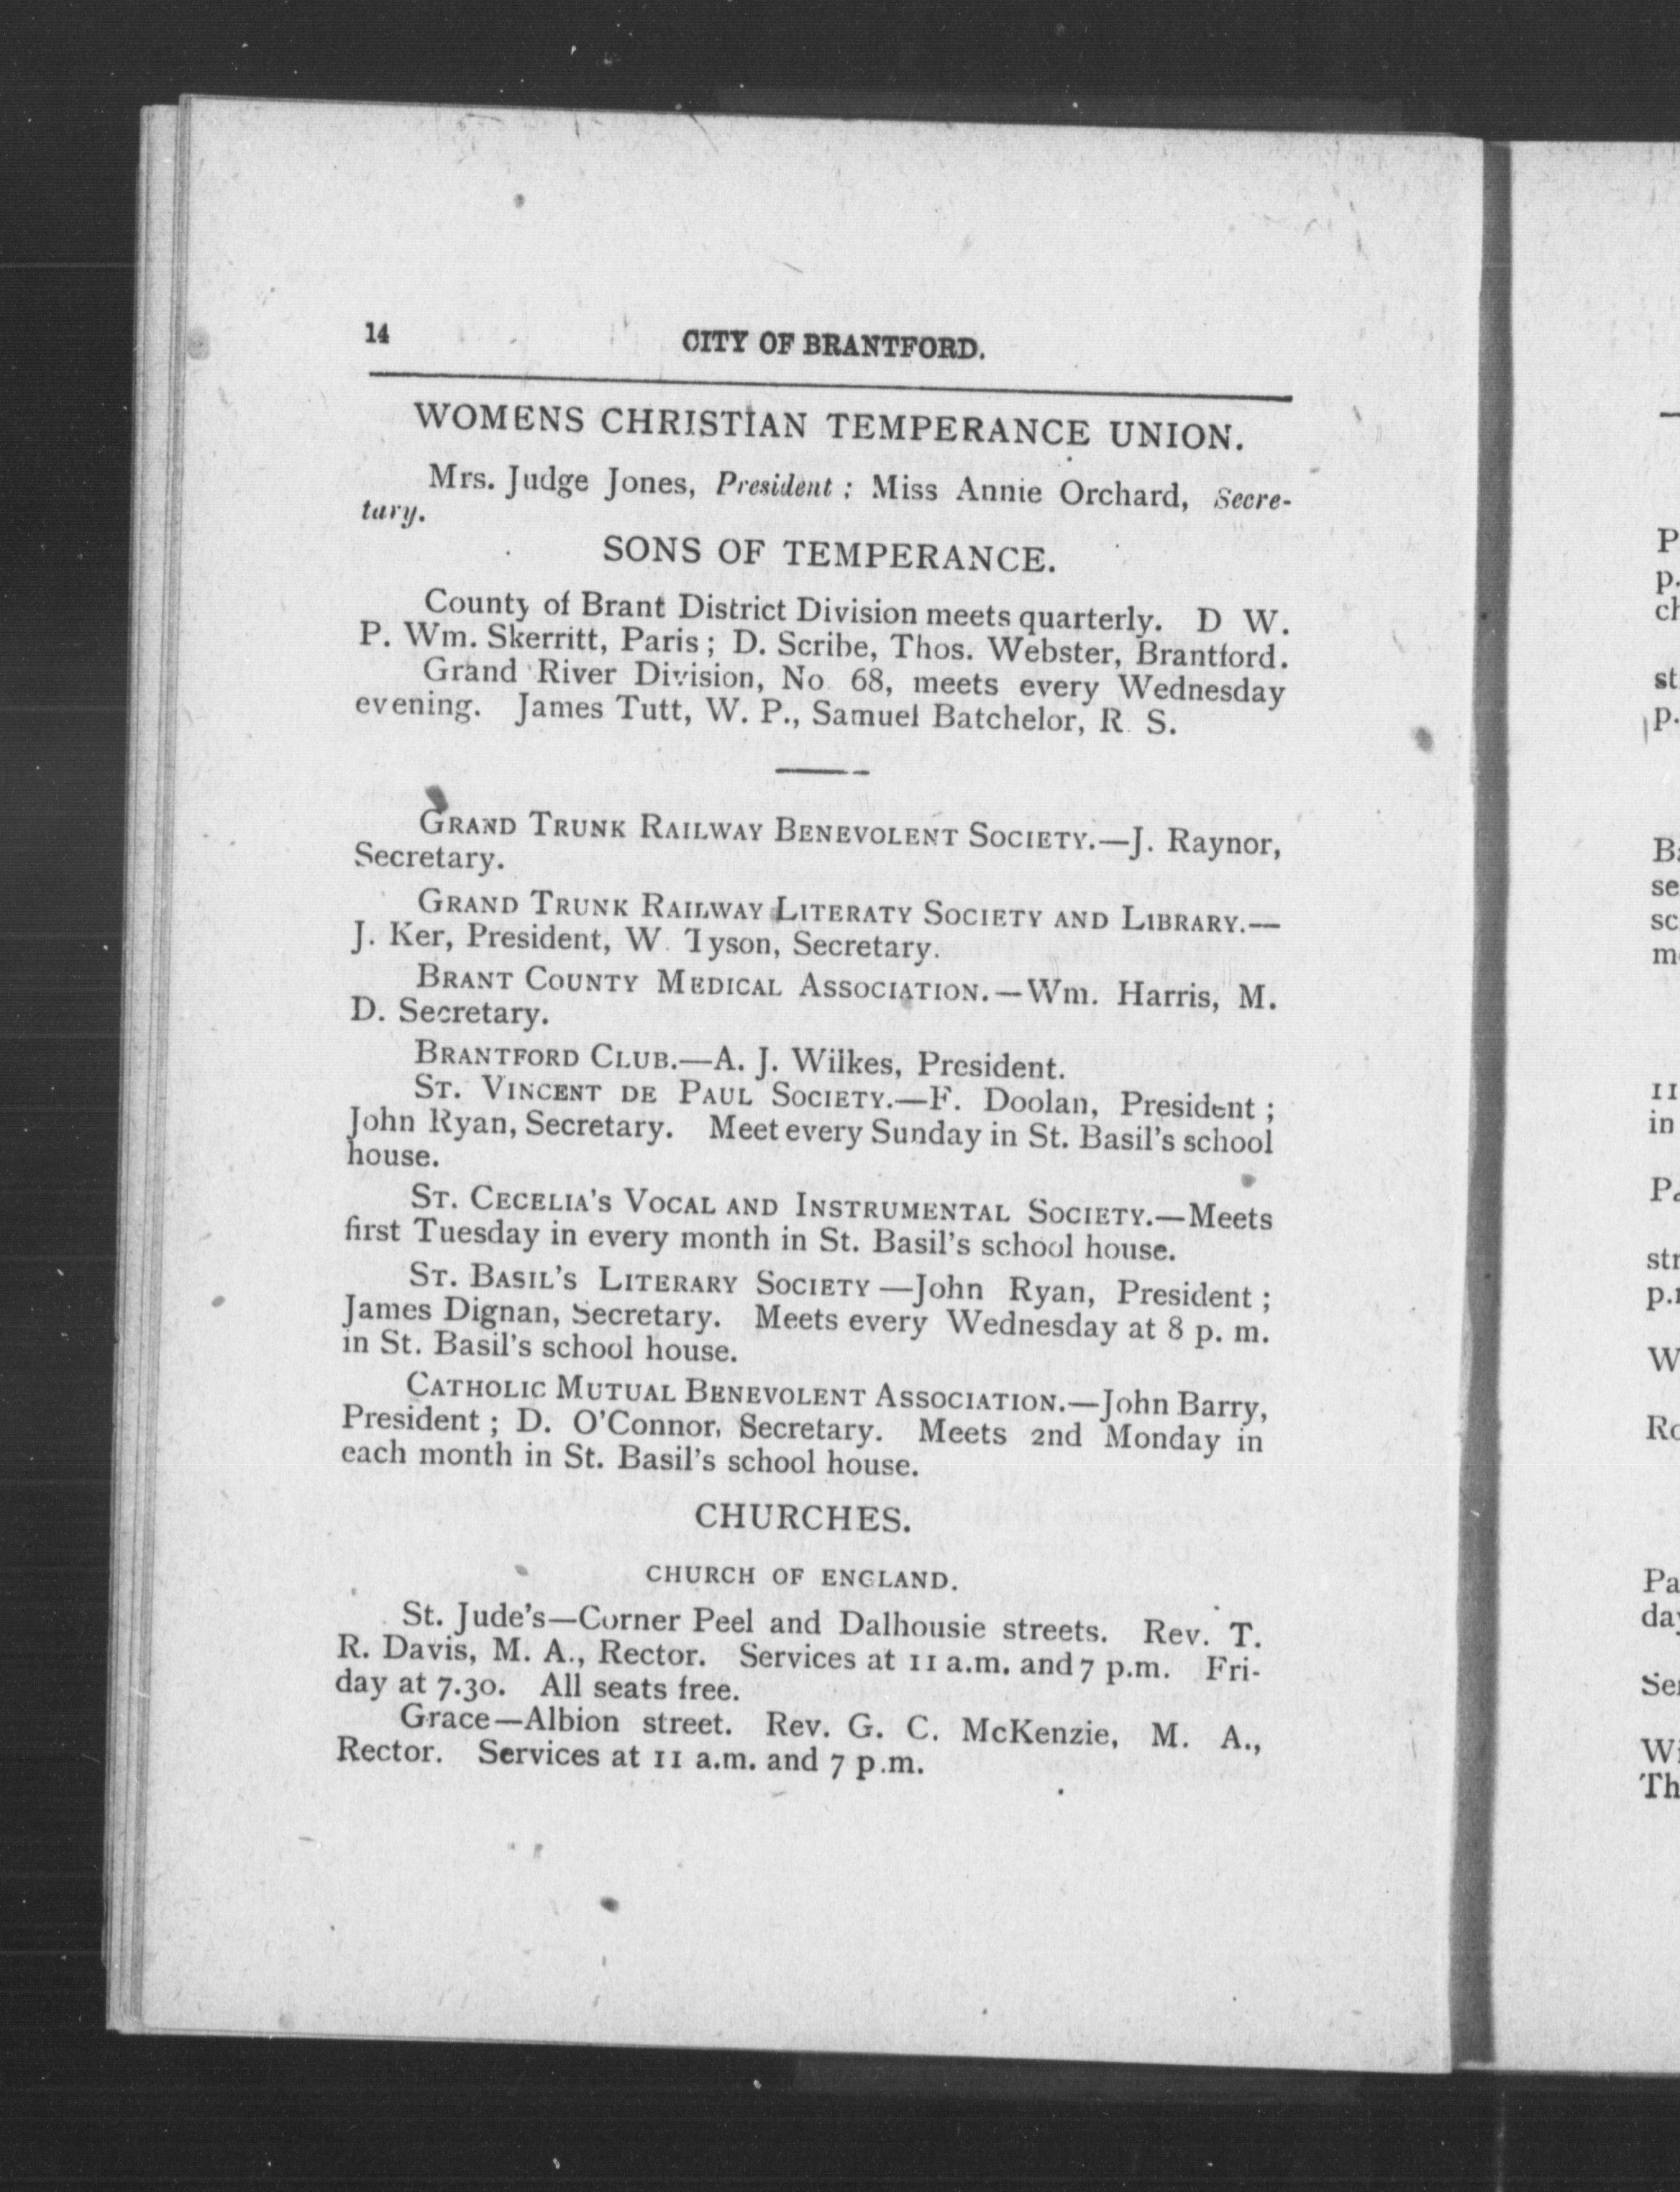 14 CITY OF BRANTFORD.
WOMENS CHRISTIAN TEMPERANCE UNION.
Mrs. Judge Jones, President ; Miss Annie Orchard, Secre-
tary.
SONS OF TEMPERANCE.
County of Brant District Division meets quarterly. D W.
P. Wm. Skerritt, Paris ; D. Scribe, Thos. Webster, Brantford.
Grand River Division, No 68, meets every Wednesday
evening. James Tutt, W. P., Samuel Batchelor, R. S.
GRAND TRUNK RAILWAY BENEVOLENT SOCIETY.—J. Raynor,
Secretary.
GRAND TRUNK RAILWAY LITERATY SOCIETY AND LIBRARY.—
J. Ker, President, W. Tyson, Secretary.
BRANT COUNTY MEDICAL ASSOCIATION.—Wm. Harris, M.
D. Secretary.
BRANTFORD CLUB.—A. J. Wilkes, President.
ST. VINCENT DE PAUL SOCIETY.—F. Doolan, President ;
John Ryan, Secretary. Meet every Sunday in St. Basil's school
house.
ST. CECELIA'S VOCAL AND INSTRUMENTAL SOCIETY.—Meets
first Tuesday in every month in St. Basil's school house.
ST. BASIL'S LITERARY SOCIETY —John Ryan, President ;
James Dignan, Secretary. Meets every Wednesday at 8 p. m.
in St. Basil's school house.
CATHOLIC MUTUAL BENEVOLENT ASSOCIATION.—John Barry,
President ; D. O'Connor, Secretary. Meets 2nd Monday in
each month in St. Basil's school house.
CHURCHES.
CHURCH OF ENGLAND.
St. Jude's—Corner Peel and Dalhousie streets. Rev. T.
R. Davis, M. A., Rector. Services at 11 a.m. and 7 p.m. Fri-
day at 7.30. All seats free.
Grace—Albion street. Rev. G. C. McKenzie, M. A.,
Rector. Services at 11 a.m. and 7 p.m.